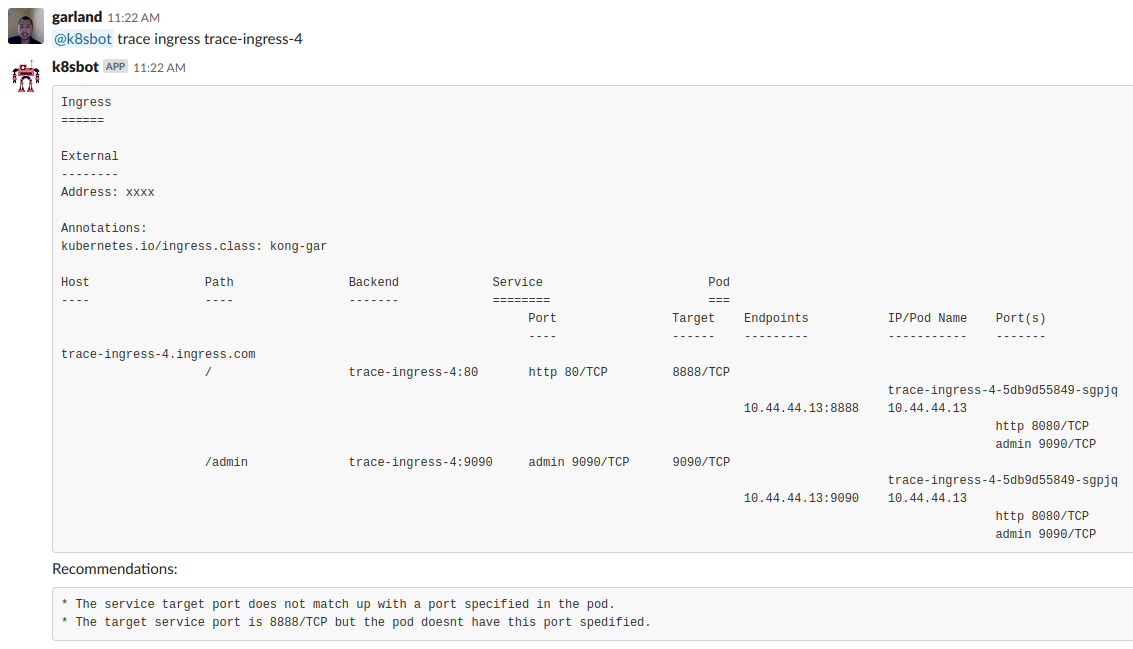 garland 11:22 AM
@k8sbot trace ingress trace-ingress-4
k8sbot APP 11:22 AM
Ingress
======
External
--------
Address: xxxx
Annotations:
kubernetes.io/ingress.class: kong-gar
Host Path Backend Service Pod
---- ---- ------- ======== ===
Port Target Endpoints IP/Pod Name Port(s)
---- ------ --------- ----------- -------
trace-ingress-4.ingress.com
/ trace-ingress-4:80 http 80/TCP 8888/TCP
trace-ingress-4-5db9d55849-sgpjq
10.44.44.13:8888 10.44.44.13
http 8080/TCP
admin 9090/TCP
/admin trace-ingress-4:9090 admin 9090/TCP 9090/TCP
trace-ingress-4-5db9d55849-sgpjq
10.44.44.13:9090 10.44.44.13
http 8080/TCP
admin 9090/TCP
Recommendations:
* The service target port does not match up with a port specified in the pod.
* The target service port is 8888/TCP but the pod doesnt have this port spedified.